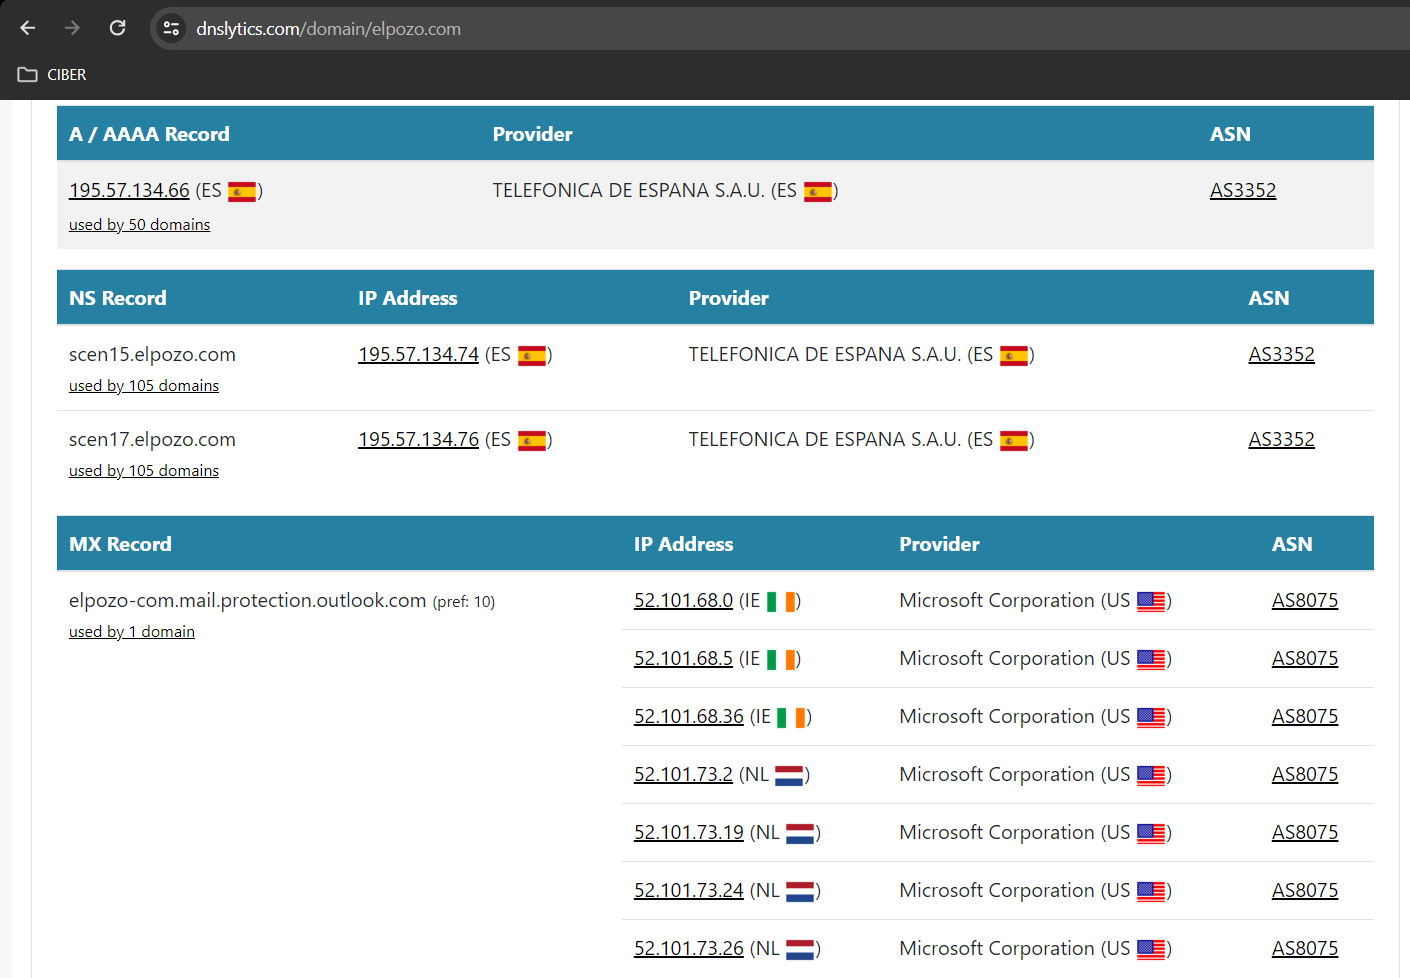 dnslytics.com/domain/elpozo.com
CIBER
A / AAAA Record Provider ASN
195.57.134.66 (ES) TELEFONICA DE ESPANA S.A.U. (ES) AS3352
used by 50 domains
NS Record IP Address Provider ASN
scen15.elpozo.com 195.57.134.74 (ES) TELEFONICA DE ESPANA S.A.U. (ES) AS3352
used by 105 domains
scen17.elpozo.com 195.57.134.76 (ES) TELEFONICA DE ESPANA S.A.U. (ES) AS3352
used by 105 domains
MX Record IP Address Provider ASN
elpozo-com.mail.protection.outlook.com (pref: 10) 52.101.68.0 (IE) Microsoft Corporation (US) AS8075
used by 1 domain
52.101.68.5 (IE) Microsoft Corporation (US) AS8075
52.101.68.36 (IE) Microsoft Corporation (US) AS8075
52.101.73.2 (NL) Microsoft Corporation (US) AS8075
52.101.73.19 (NL) Microsoft Corporation (US) AS8075
52.101.73.24 (NL) Microsoft Corporation (US) AS8075
52.101.73.26 (NL) Microsoft Corporation (US) AS8075